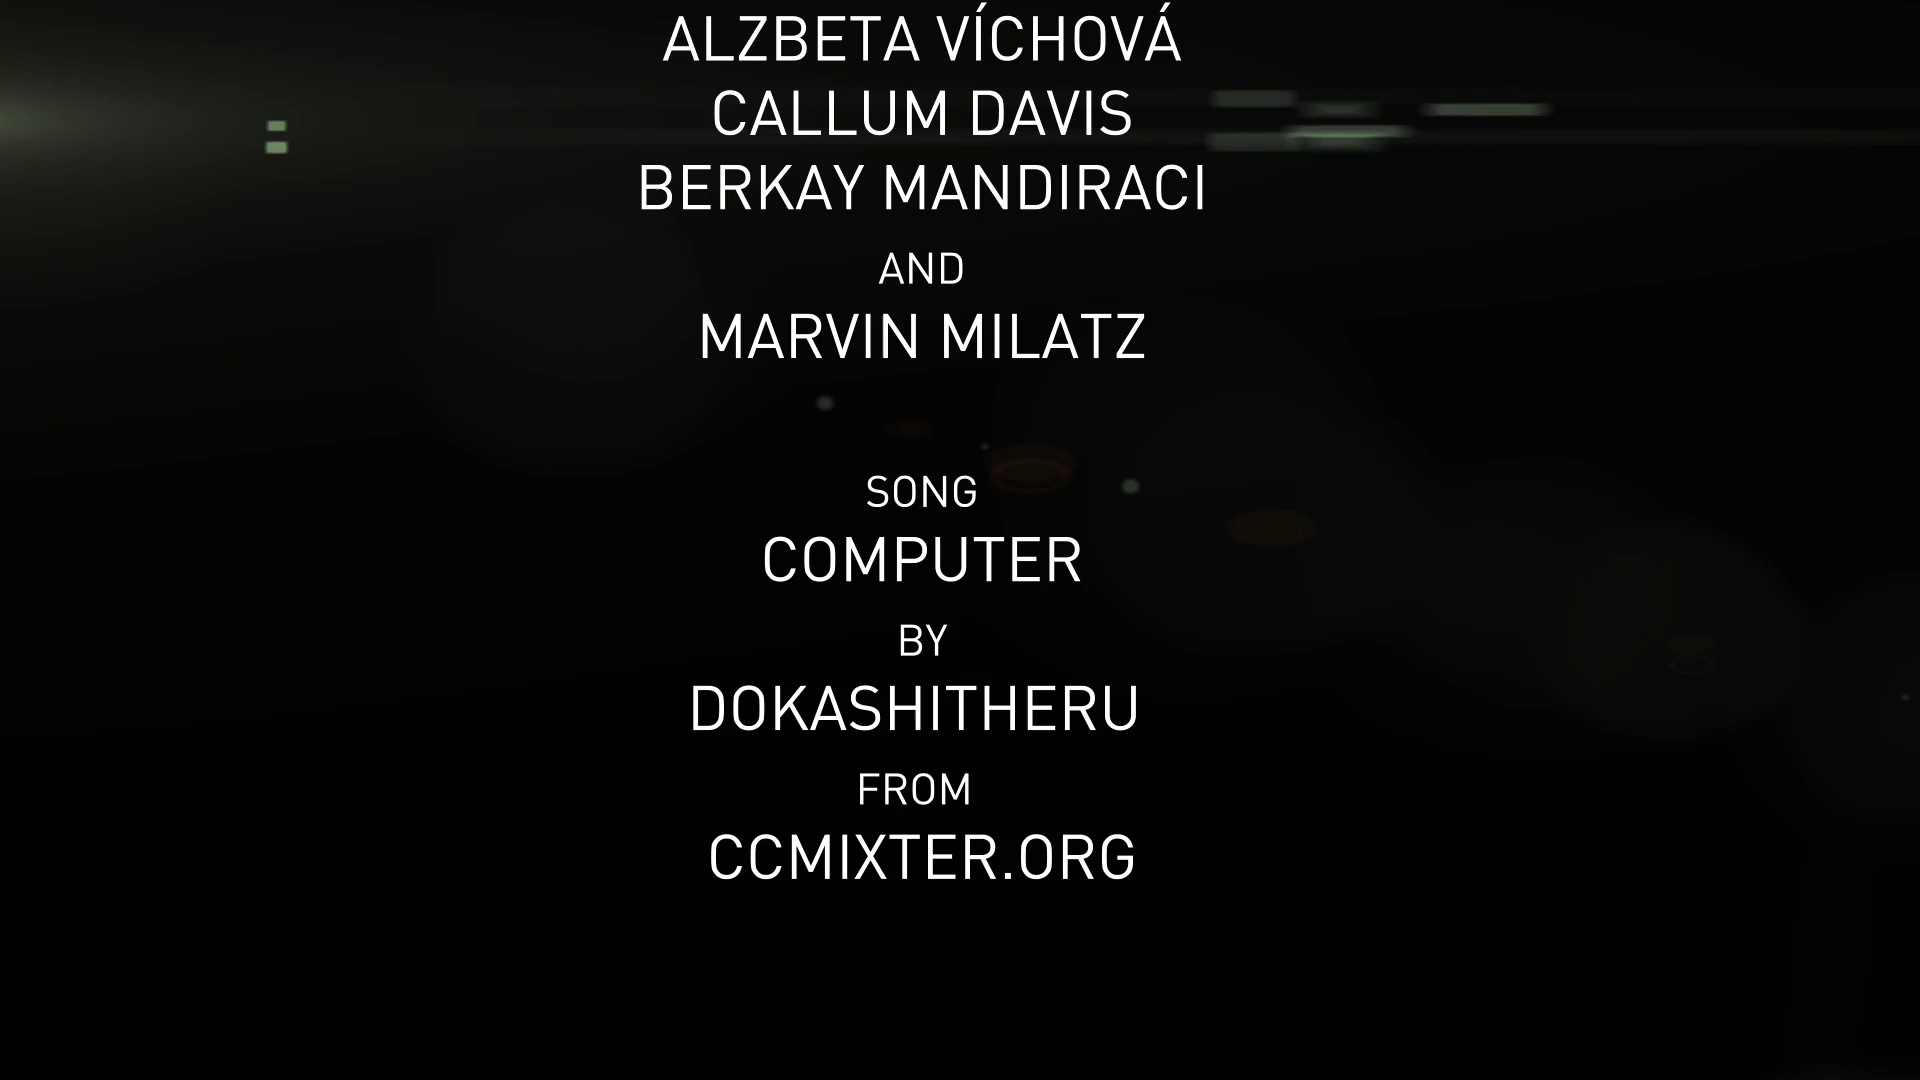 ALZBETA VÍCHOVÁ
CALLUM DAVIS
BERKAY MANDIRACI
AND
MARVIN MILATZ
SONG
COMPUTER
BY
DOKASHITHERU
FROM
CCMIXTER.ORG